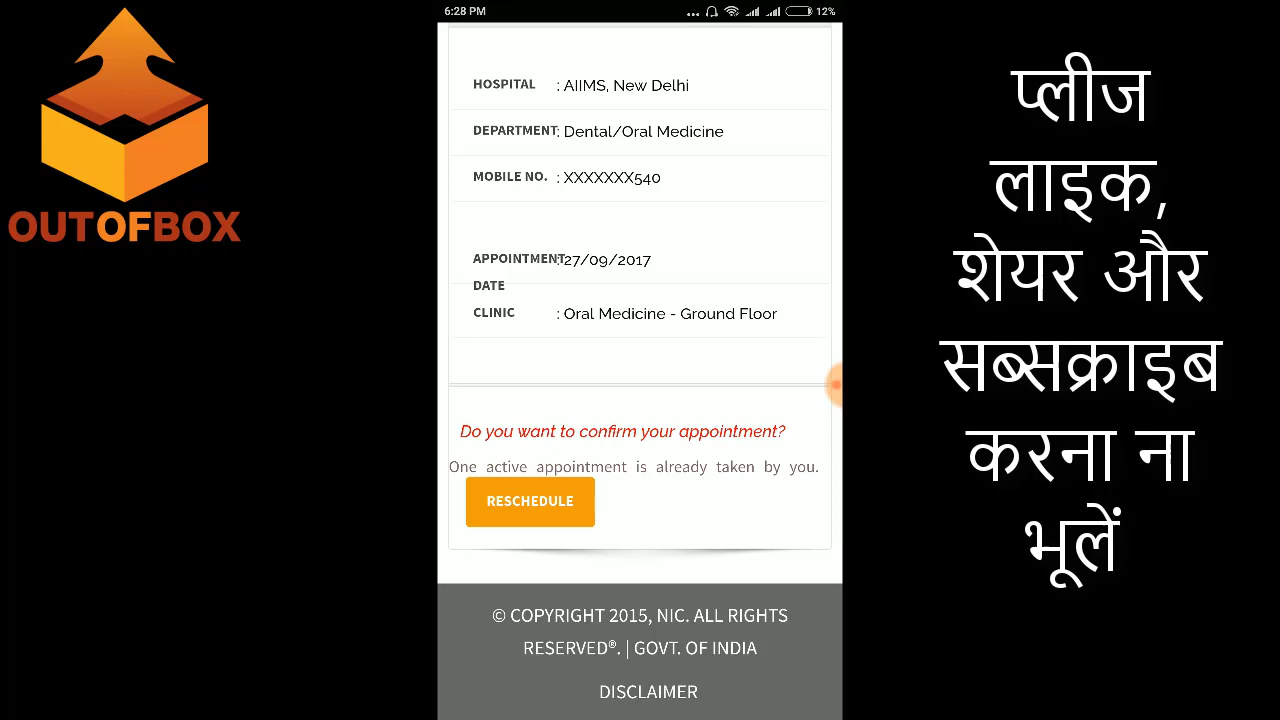 OUTOFBOX
6:28 PM
12%
HOSPITAL : AIIMS, New Delhi
DEPARTMENT: Dental/Oral Medicine
MOBILE NO. : XXXXXXX540
APPOINTMENT: 27/09/2017
DATE
CLINIC : Oral Medicine - Ground Floor
Do you want to confirm your appointment?
One active appointment is already taken by you.
RESCHEDULE
© COPYRIGHT 2015, NIC. ALL RIGHTS
RESERVED®. | GOVT. OF INDIA
DISCLAIMER
प्लीज
लाइक,
शेयर और
सब्सक्राइब
करना ना
भूलें